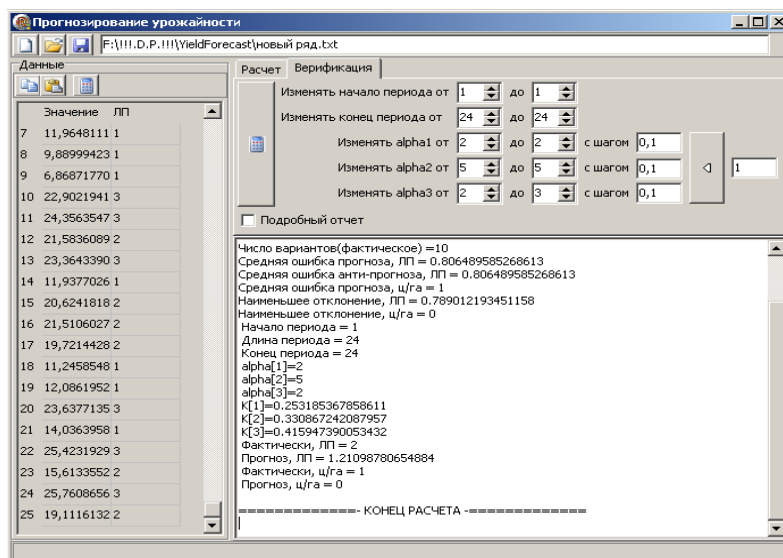 Прогнозирование урожайности
F:\!!!.D.P.!!!\YieldForecast\новый ряд.txt
Данные
Значение ЛП
7 11,9648111 1
8 9,88999423 1
9 6,86871770 1
10 22,9021941 3
11 24,3563547 3
12 21,5836089 2
13 23,3643390 3
14 11,9377026 1
15 20,6241818 2
16 21,5106027 2
17 19,7214428 2
18 11,2458548 1
19 12,0861952 1
20 23,6377135 3
21 14,0363958 1
22 25,4231929 3
23 15,6133552 2
24 25,7608656 3
25 19,1116132 2
Расчет Верификация
Изменять начало периода от 1 до 1
Изменять конец периода от 24 до 24
Изменять alpha1 от 2 до 2 с шагом 0,1
Изменять alpha2 от 5 до 5 с шагом 0,1 1
Изменять alpha3 от 2 до 3 с шагом 0,1
Подробный отчет
Число вариантов(фактическое) =10
Средняя ошибка прогноза, ЛП = 0.806489585268613
Средняя ошибка анти-прогноза, ЛП = 0.806489585268613
Средняя ошибка прогноза, ц/га = 1
Наименьшее отклонение, ЛП = 0.789012193451158
Наименьшее отклонение, ц/га = 0
Начало периода = 1
Длина периода = 24
Конец периода = 24
alpha[1]=2
alpha[2]=5
alpha[3]=2
K[1]=0.253185367858611
K[2]=0.330867242087957
K[3]=0.415947390053432
Фактически, ЛП = 2
Прогноз, ЛП = 1.21098780654884
Фактически, ц/га = 1
Прогноз, ц/га = 0
=============- КОНЕЦ РАСЧЕТА -=============